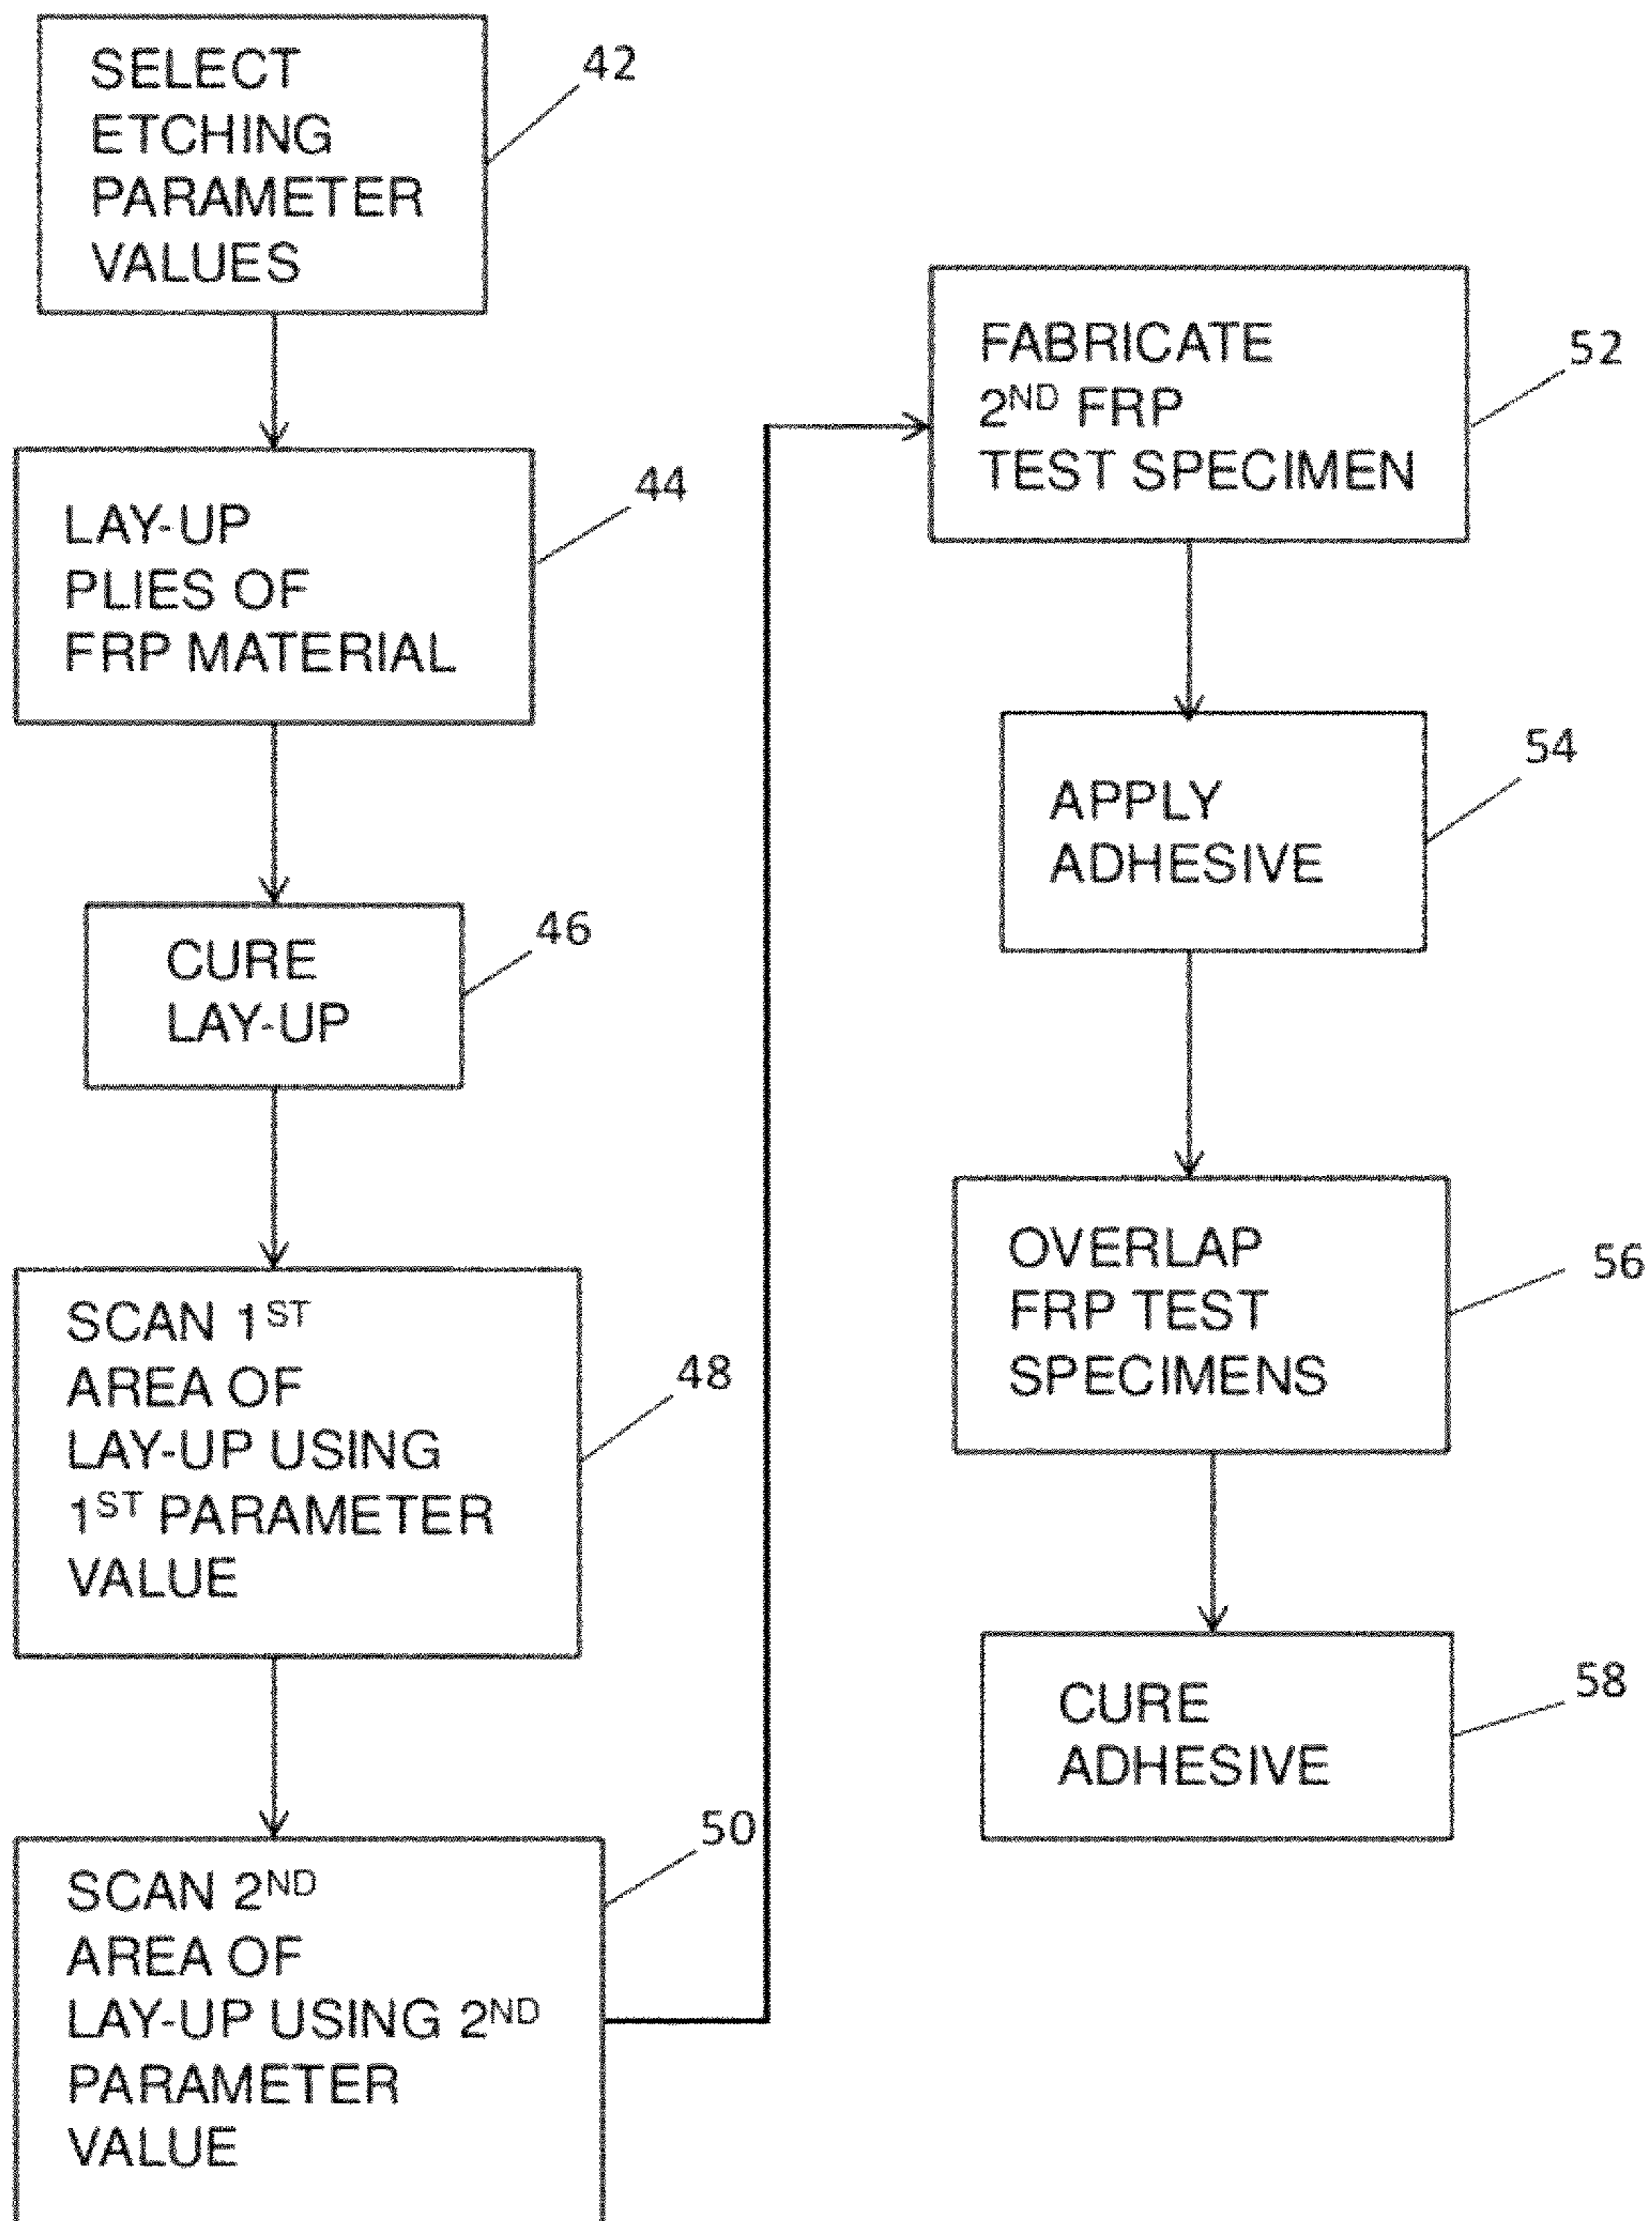 SELECT
ETCHING
PARAMETER
VALUES
42
LAY-UP
PLIES OF
FRP MATERIAL
44
CURE
LAY-UP
46
SCAN 1ST
AREA OF
LAY-UP USING
1ST PARAMETER
VALUE
48
SCAN 2ND
AREA OF
LAY-UP USING 2ND
PARAMETER
VALUE
50
FABRICATE
2ND FRP
TEST SPECIMEN
52
APPLY
ADHESIVE
54
OVERLAP
FRP TEST
SPECIMENS
56
CURE
ADHESIVE
58